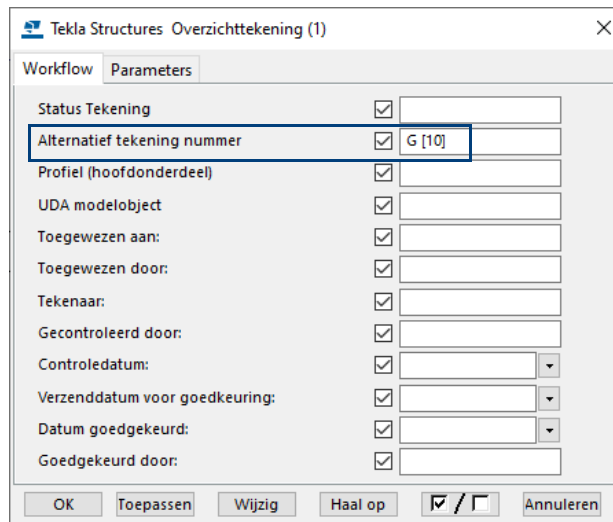 Tekla Structures Overzichttekening (1)
Workflow Parameters
Status Tekening
Alternatief tekening nummer G [10]
Profiel (hoofdonderdeel)
UDA modelobject
Toegewezen aan:
Toegewezen door:
Tekenaar:
Gecontroleerd door:
Controledatum:
Verzenddatum voor goedkeuring:
Datum goedgekeurd:
Goedgekeurd door:
OK Toepassen Wijzig Haal op / Annuleren